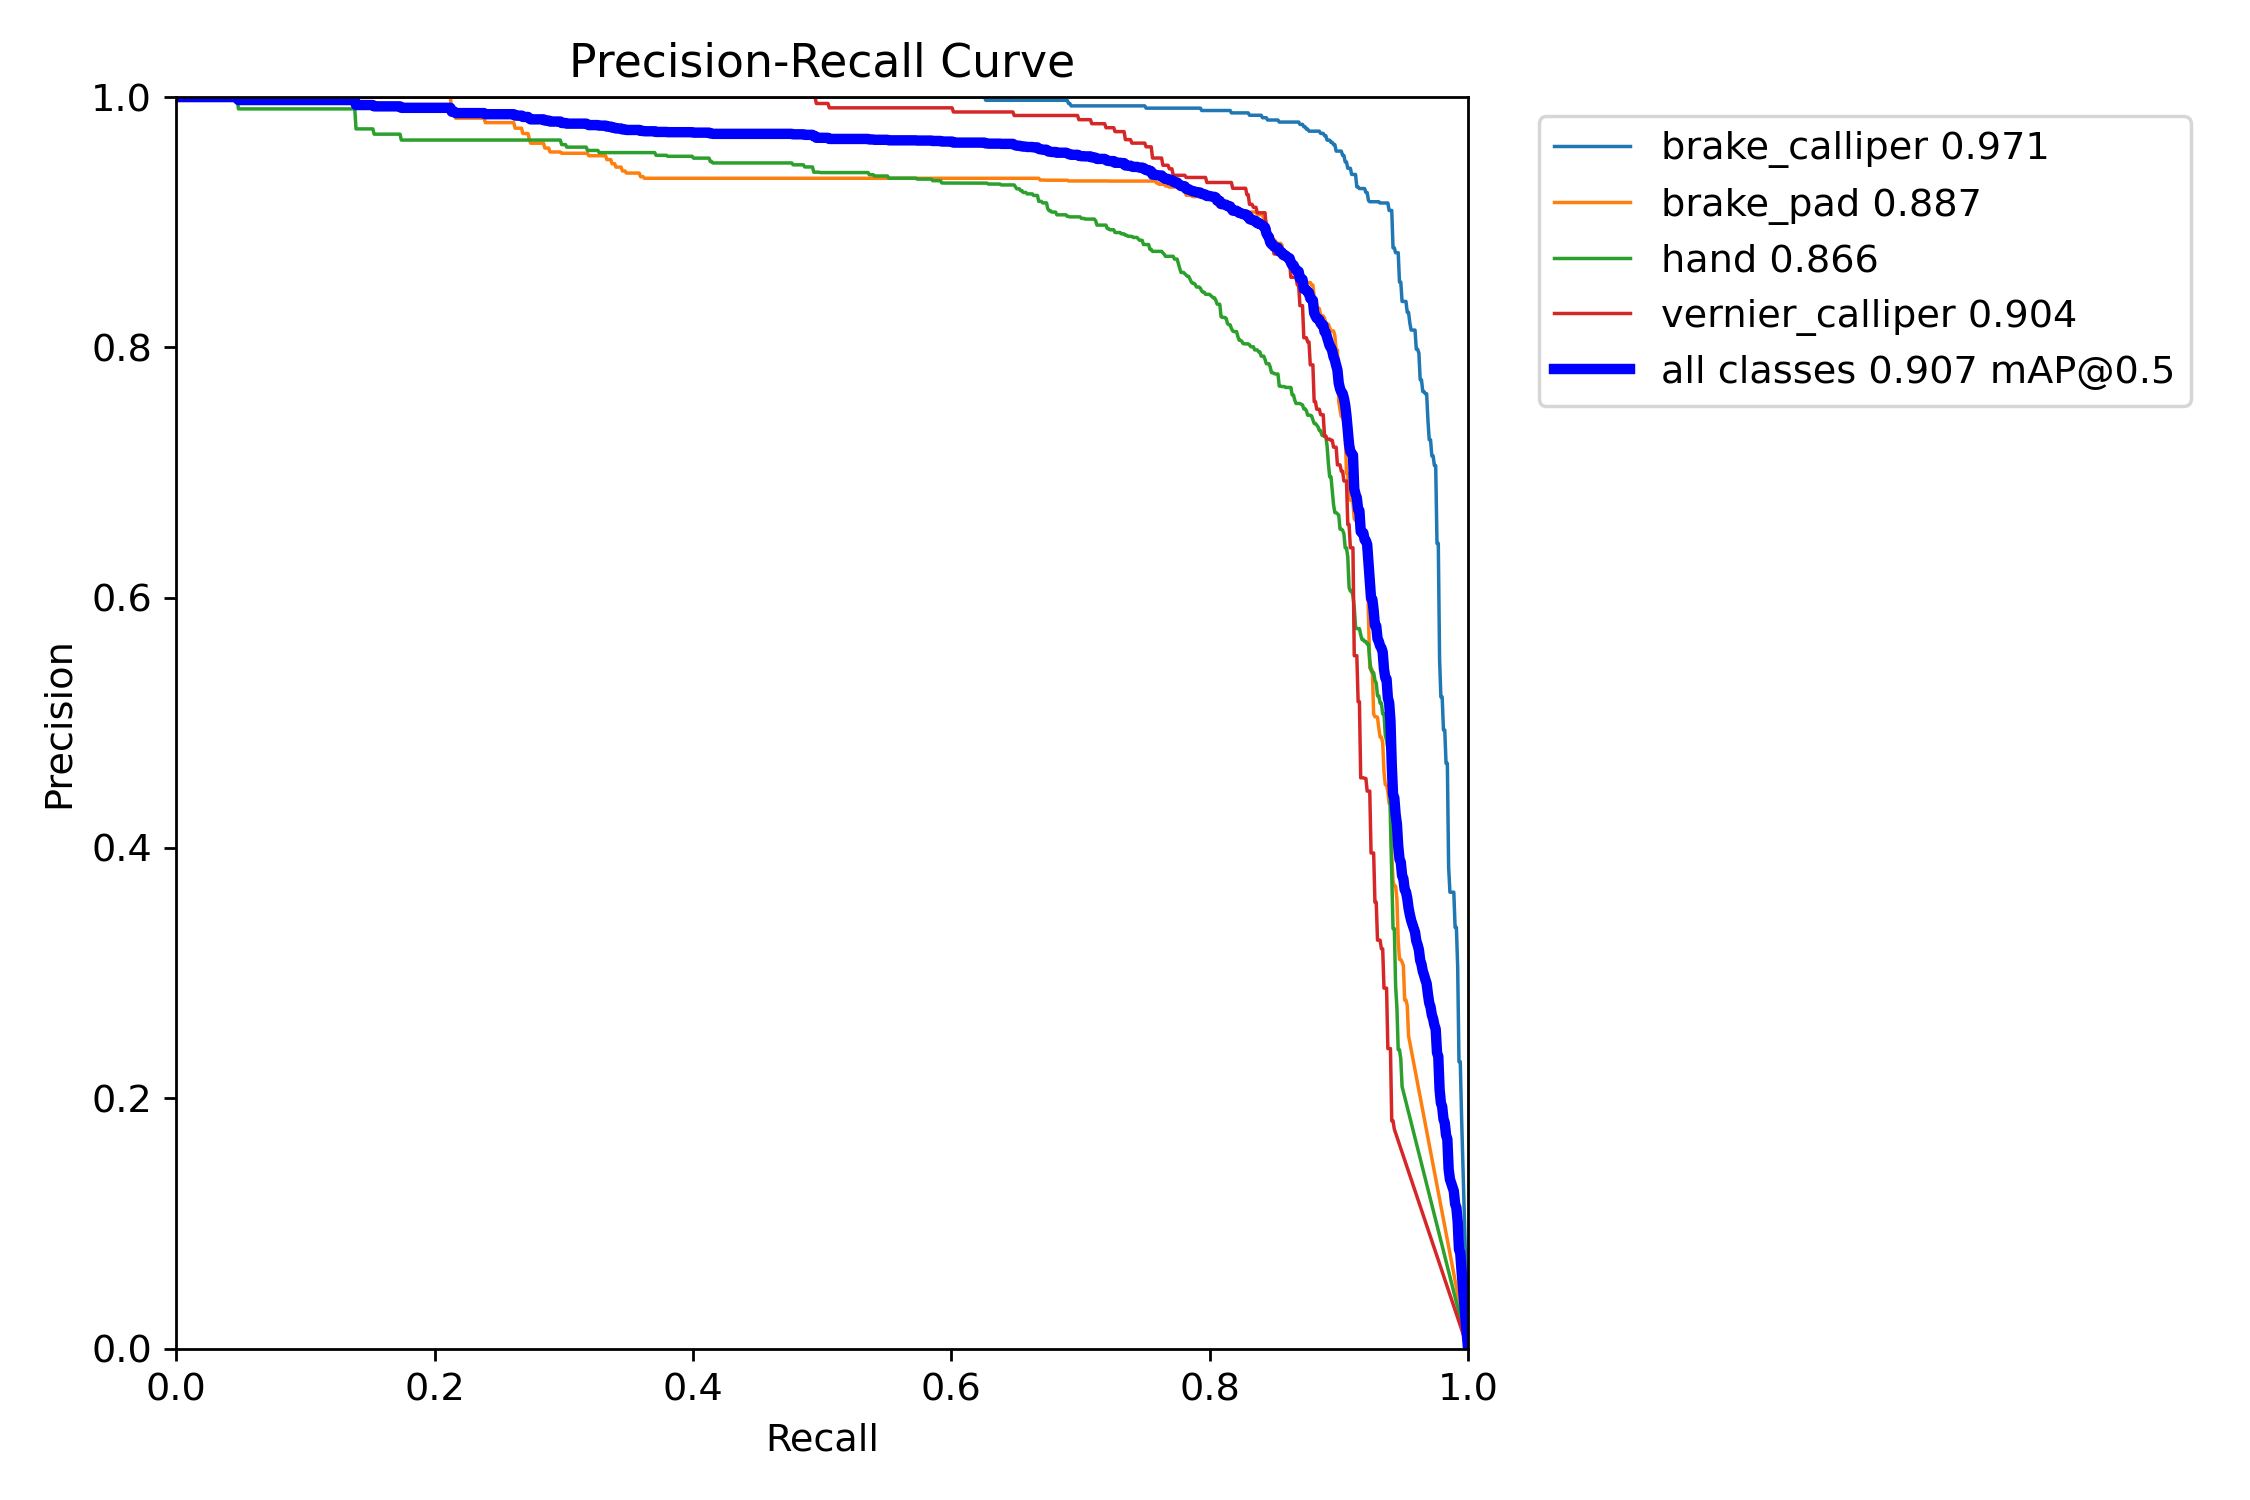 Precision-Recall Curve
1.0
0.8
0.6
0.4
0.2
0.0
Precision
0.0 0.2 0.4 0.6 0.8 1.0
Recall
brake_calliper 0.971
brake_pad 0.887
hand 0.866
vernier_calliper 0.904
all classes 0.907 mAP@0.5